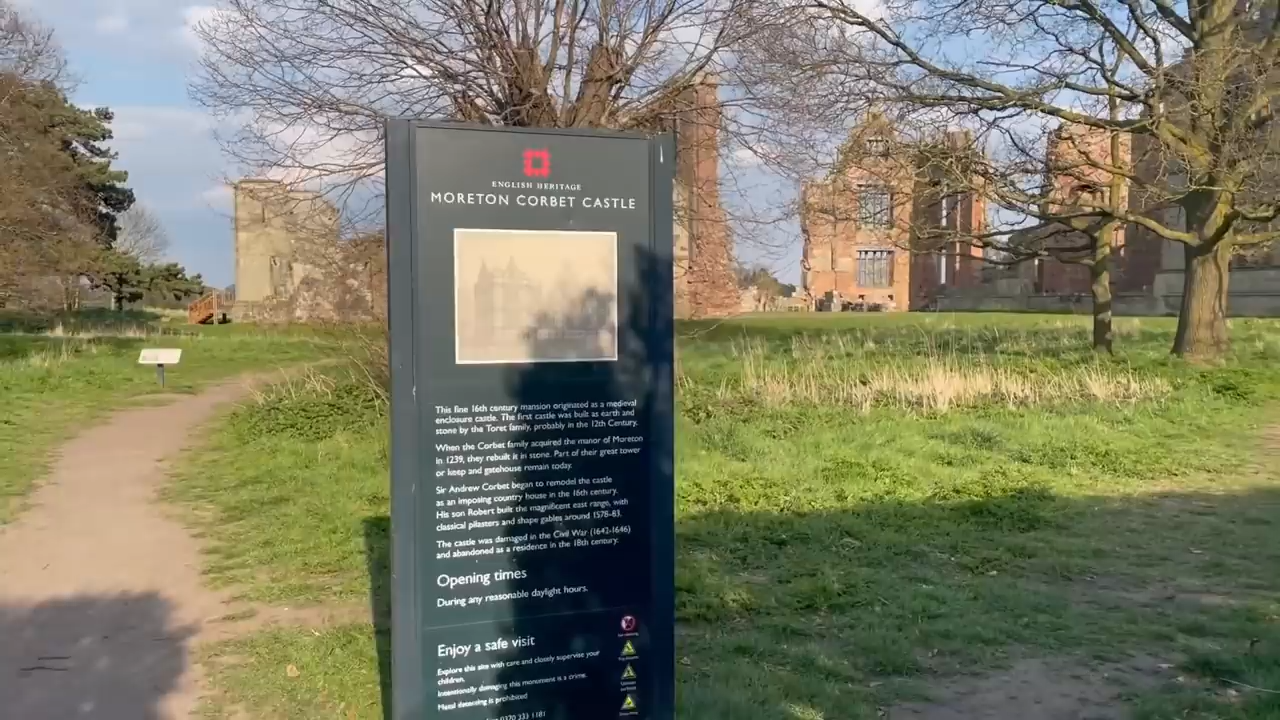 ENGLISH HERITAGE
MORETON CORBET CASTLE
This fine 16th century mansion originated as a medieval
enclosure castle. The first castle was built as earth and
stone by the Toret family, probably in the 12th Century.
When the Corbet family acquired the manor of Moreton
in 1239, they rebuilt it in stone. Part of their great tower
or keep and gatehouse remain today.
Sir Andrew Corbet began to remodel the castle
as an imposing country house in the 16th century.
His son Robert built the magnificent east range, with
classical pilasters and shape gables around 1578-83.
The castle was damaged in the Civil War (1642-1646)
and abandoned as a residence in the 18th century.
Opening times
During any reasonable daylight hours.
Enjoy a safe visit
Explore this site with care and closely supervise your
children.
Intentionally damaging this monument is a crime.
Metal detecting is prohibited
0370 333 1181